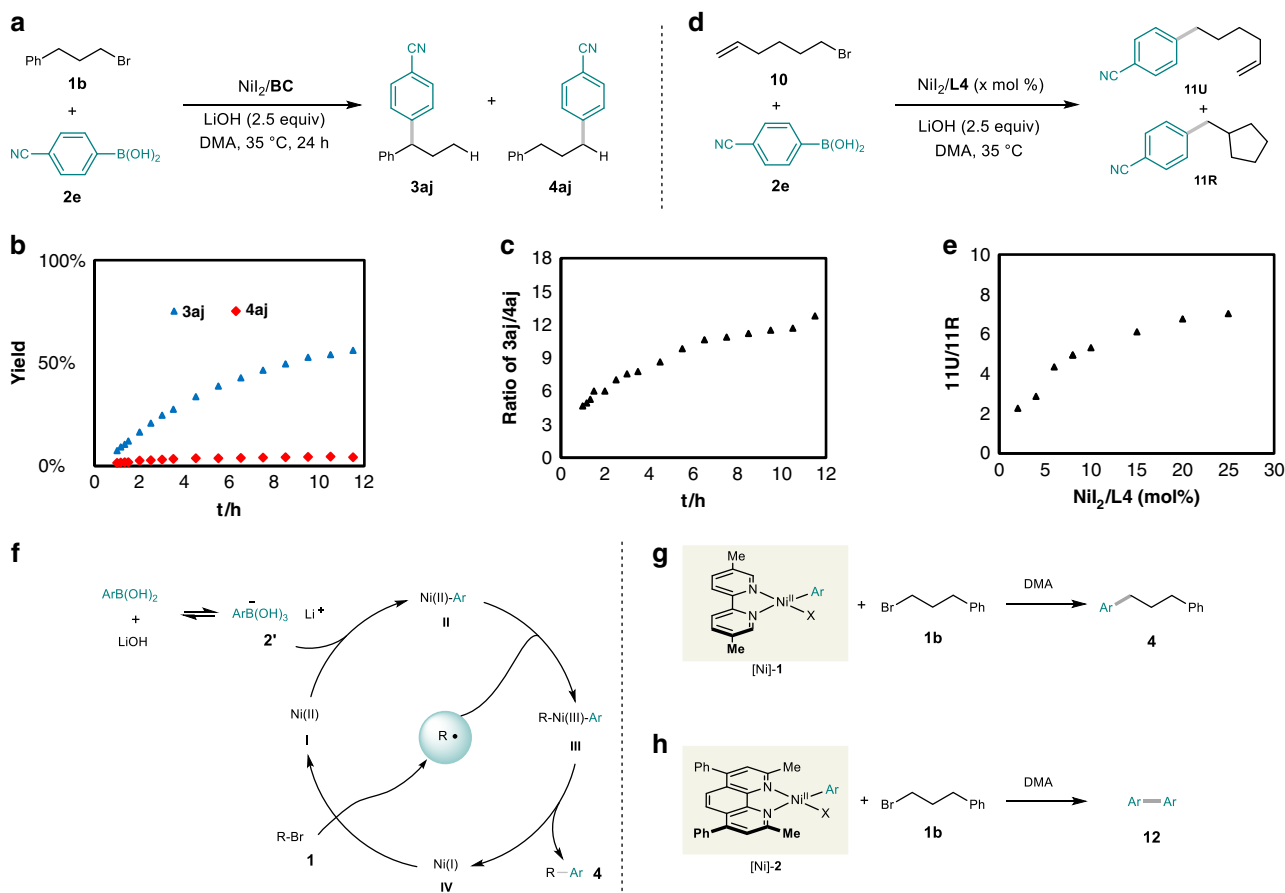 a
Ph
Br
1b
+
NC
B(OH)2
2e
NiI2/BC
LiOH (2.5 equiv)
DMA, 35 °C, 24 h
CN
Ph
H
3aj
+
CN
Ph
H
4aj
d
Br
10
+
NC
B(OH)2
2e
NiI2/L4 (x mol %)
LiOH (2.5 equiv)
DMA, 35 °C
NC
11U
+
NC
11R
b
100%
50%
0%
Yield
3aj
4aj
0 2 4 6 8 10 12
t/h
c
18
15
12
9
6
3
0
Ratio of 3aj/4aj
0 2 4 6 8 10 12
t/h
e
10
8
6
4
2
0
11U/11R
0 5 10 15 20 25 30
NiI2/L4 (mol%)
f
ArB(OH)2
+
LiOH
ArB(OH)3
–
Li+
2'
Ni(II)-Ar
II
Ni(II)
I
R •
R-Ni(III)-Ar
III
R-Br
1
Ni(I)
IV
R–Ar 4
g
Me
N
N
NiII
Ar
X
Me
[Ni]-1
+
Br
Ph
1b
DMA
Ar
Ph
4
h
Ph
Me
N
N
NiII
Ar
X
Ph
Me
[Ni]-2
+
Br
Ph
1b
DMA
Ar Ar
12